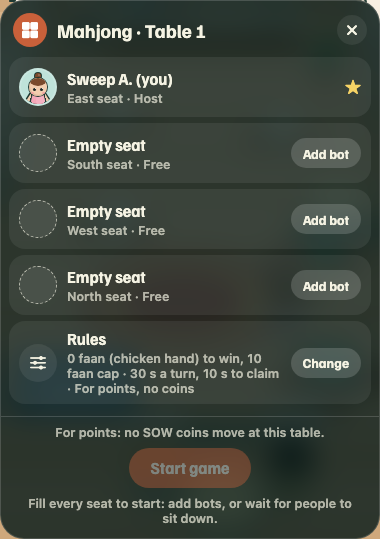 Mahjong · Table 1
Sweep A. (you)
East seat · Host
Empty seat
South seat · Free
Add bot
Empty seat
West seat · Free
Add bot
Empty seat
North seat · Free
Add bot
Rules
0 faan (chicken hand) to win, 10
faan cap · 30 s a turn, 10 s to claim
· For points, no coins
Change
For points: no SOW coins move at this table.
Start game
Fill every seat to start: add bots, or wait for people to
sit down.